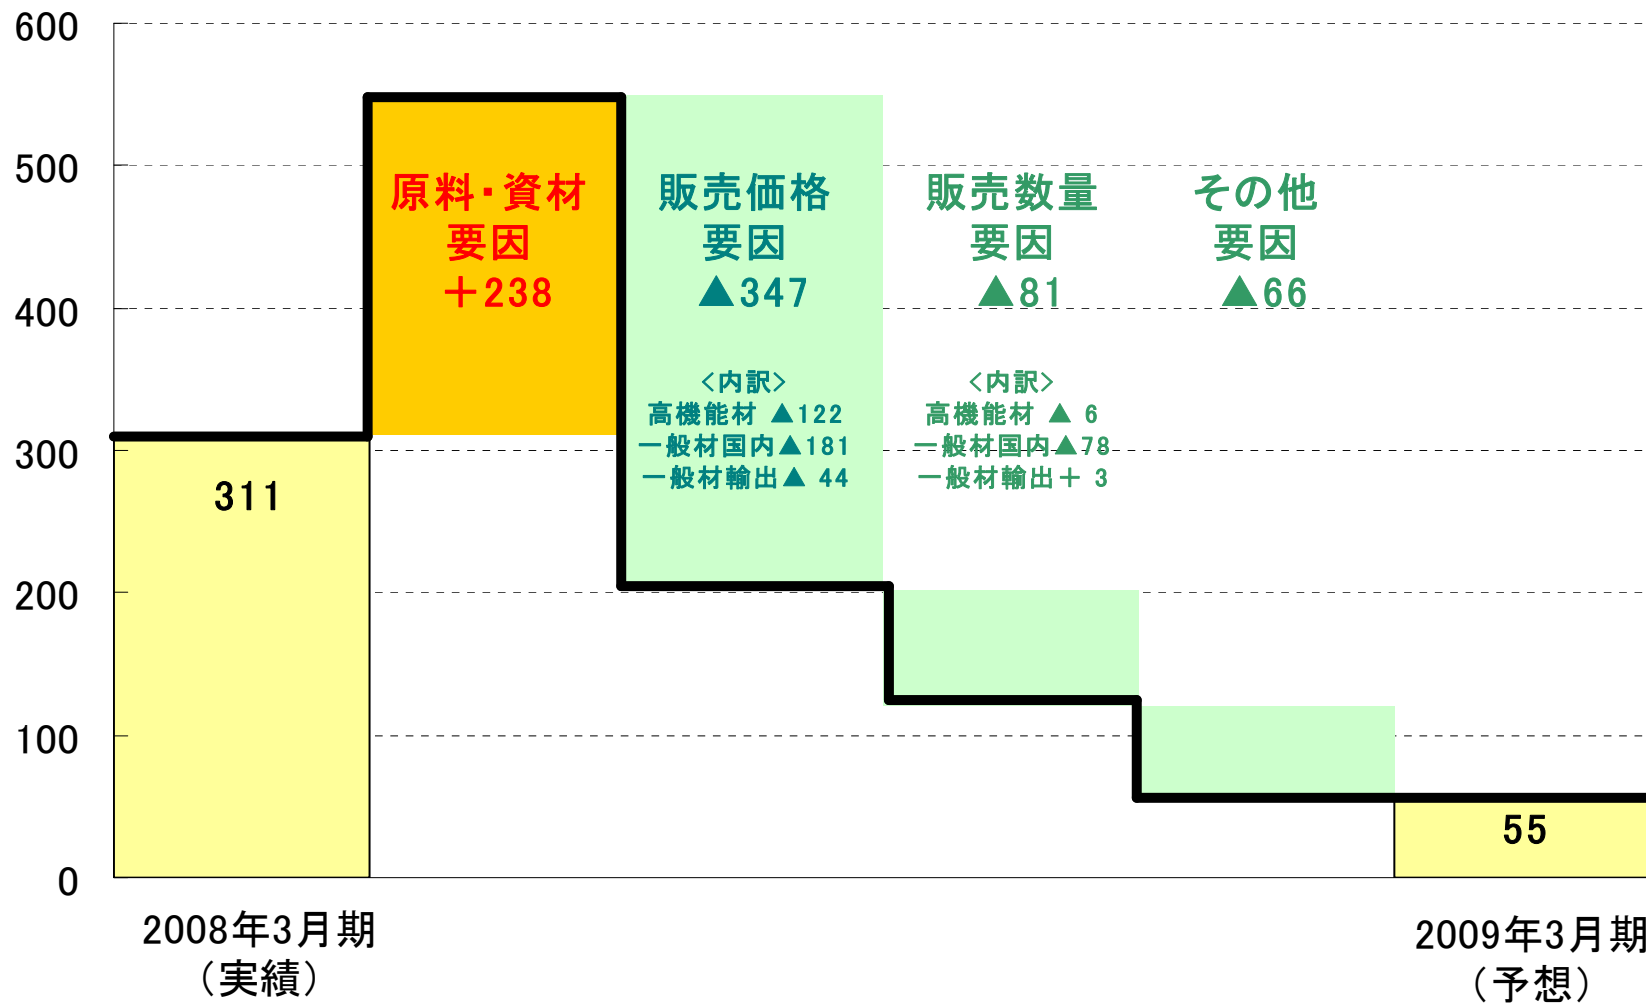 600
500
400
300
200
100
0
原料・資材
要因
＋238
販売価格
要因
▲347
＜内訳＞
高機能材 ▲122
一般材国内▲181
一般材輸出▲ 44
販売数量
要因
▲81
＜内訳＞
高機能材 ▲ 6
一般材国内▲78
一般材輸出＋ 3
その他
要因
▲66
311
55
2008年3月期
（実績）
2009年3月期
（予想）